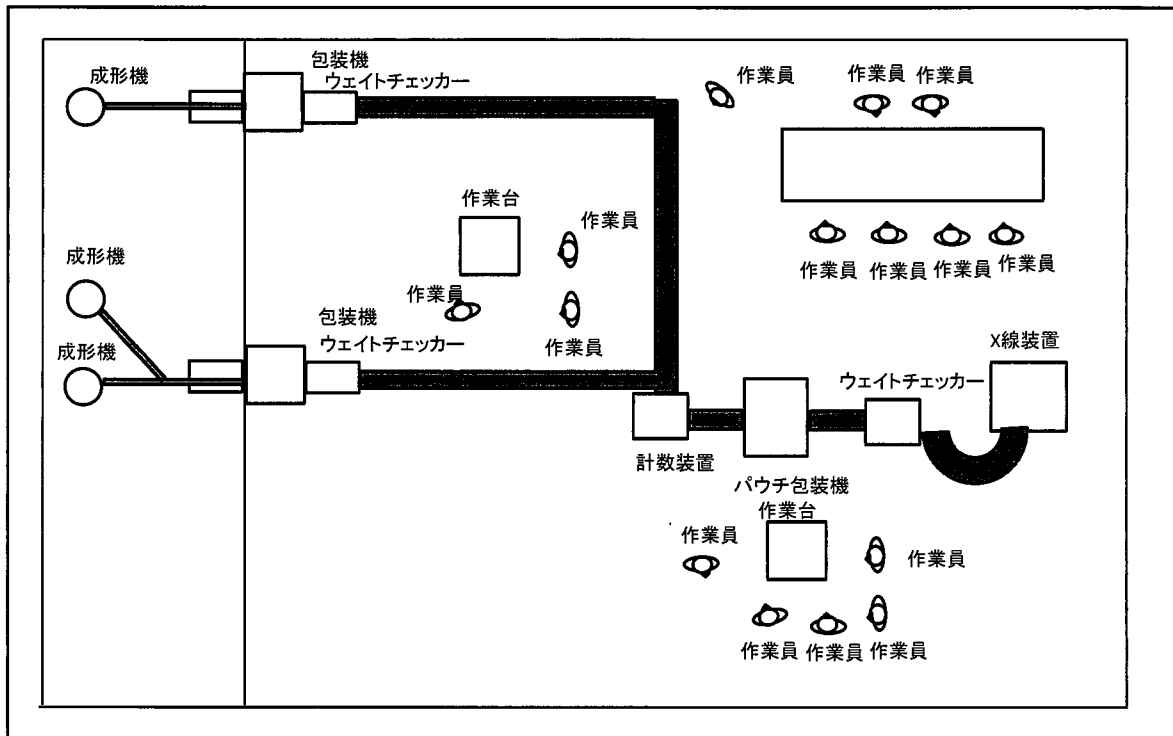 成形機
包装機
ウェイトチェッカー
作業員
作業員
作業員
作業台
作業員
作業員
作業員
作業員
作業員
作業員
作業員
成形機
成形機
包装機
ウェイトチェッカー
X線装置
ウェイトチェッカー
計数装置
パウチ包装機
作業台
作業員
作業員
作業員
作業員
作業員